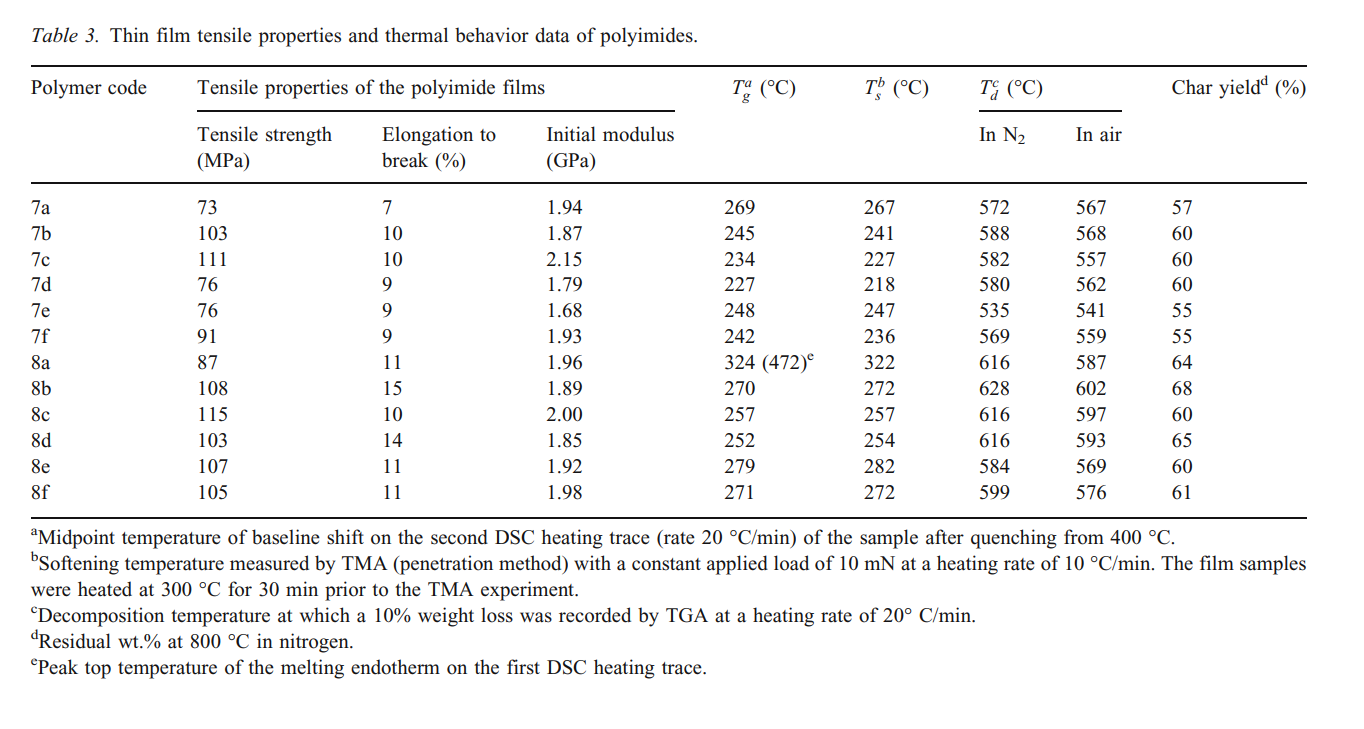 Table 3. Thin film tensile properties and thermal behavior data of polyimides.
Polymer code Tensile properties of the polyimide films T_g^a (°C) T_s^b (°C) T_d^c (°C) Char yield^d (%)
Tensile strength (MPa) Elongation to break (%) Initial modulus (GPa) In N₂ In air
7a 73 7 1.94 269 267 572 567 57
7b 103 10 1.87 245 241 588 568 60
7c 111 10 2.15 234 227 582 557 60
7d 76 9 1.79 227 218 580 562 60
7e 76 9 1.68 248 247 535 541 55
7f 91 9 1.93 242 236 569 559 55
8a 87 11 1.96 324 (472)^e 322 616 587 64
8b 108 15 1.89 270 272 628 602 68
8c 115 10 2.00 257 257 616 597 60
8d 103 14 1.85 252 254 616 593 65
8e 107 11 1.92 279 282 584 569 60
8f 105 11 1.98 271 272 599 576 61
^aMidpoint temperature of baseline shift on the second DSC heating trace (rate 20 °C/min) of the sample after quenching from 400 °C.
^bSoftening temperature measured by TMA (penetration method) with a constant applied load of 10 mN at a heating rate of 10 °C/min. The film samples
were heated at 300 °C for 30 min prior to the TMA experiment.
^cDecomposition temperature at which a 10% weight loss was recorded by TGA at a heating rate of 20° C/min.
^dResidual wt.% at 800 °C in nitrogen.
^ePeak top temperature of the melting endotherm on the first DSC heating trace.